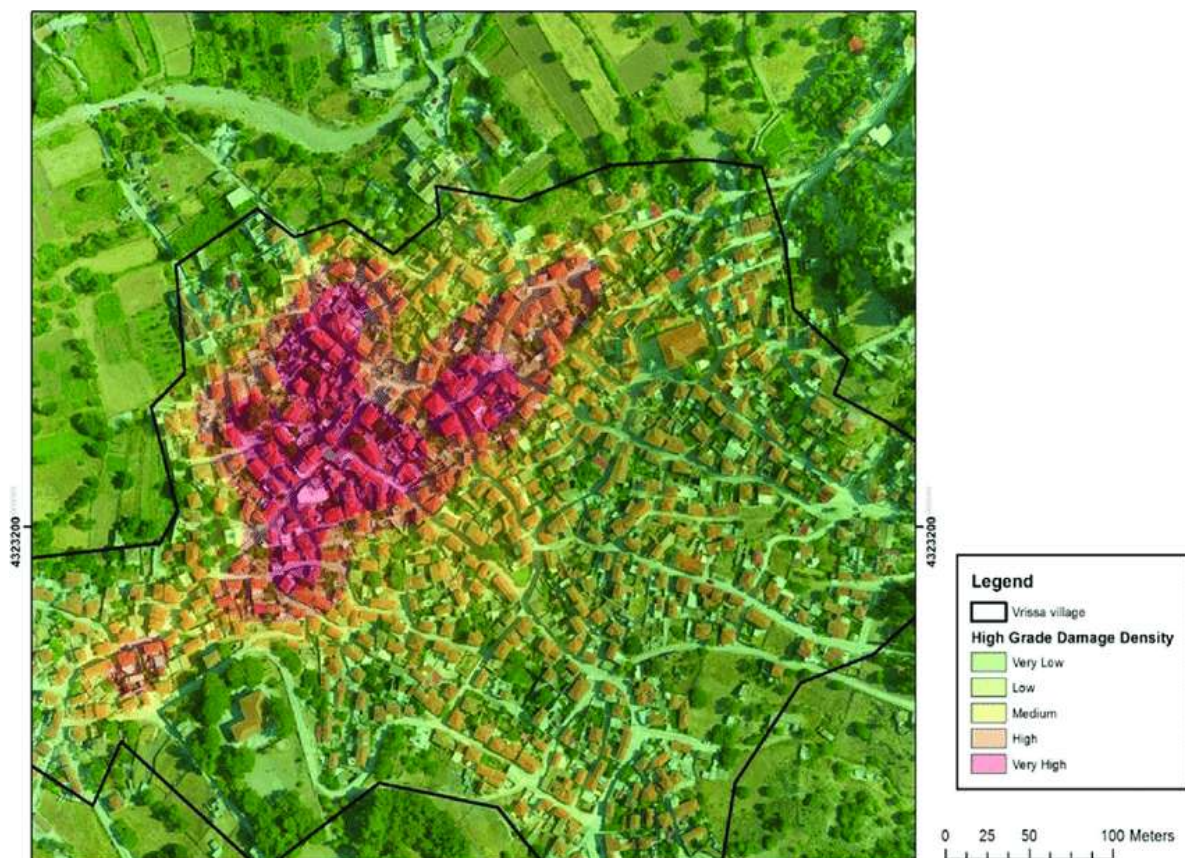 4323200
4323200
Legend
Vrissa village
High Grade Damage Density
Very Low
Low
Medium
High
Very High
0 25 50 100 Meters